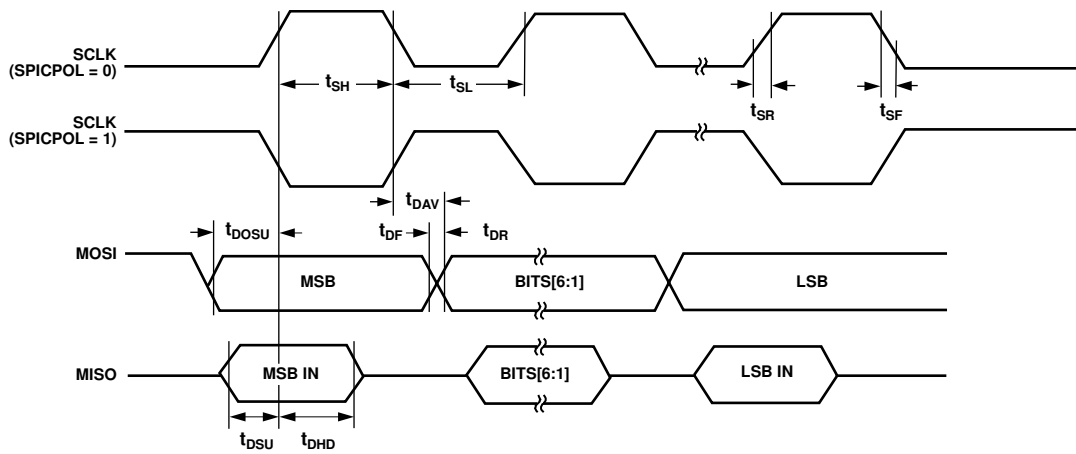 SCLK
(SPICPOL = 0)
tSH
tSL
tSR
tSF
SCLK
(SPICPOL = 1)
tDAV
tDOSU
tDF
tDR
MOSI
MSB
BITS[6:1]
LSB
MISO
MSB IN
BITS[6:1]
LSB IN
tDSU
tDHD